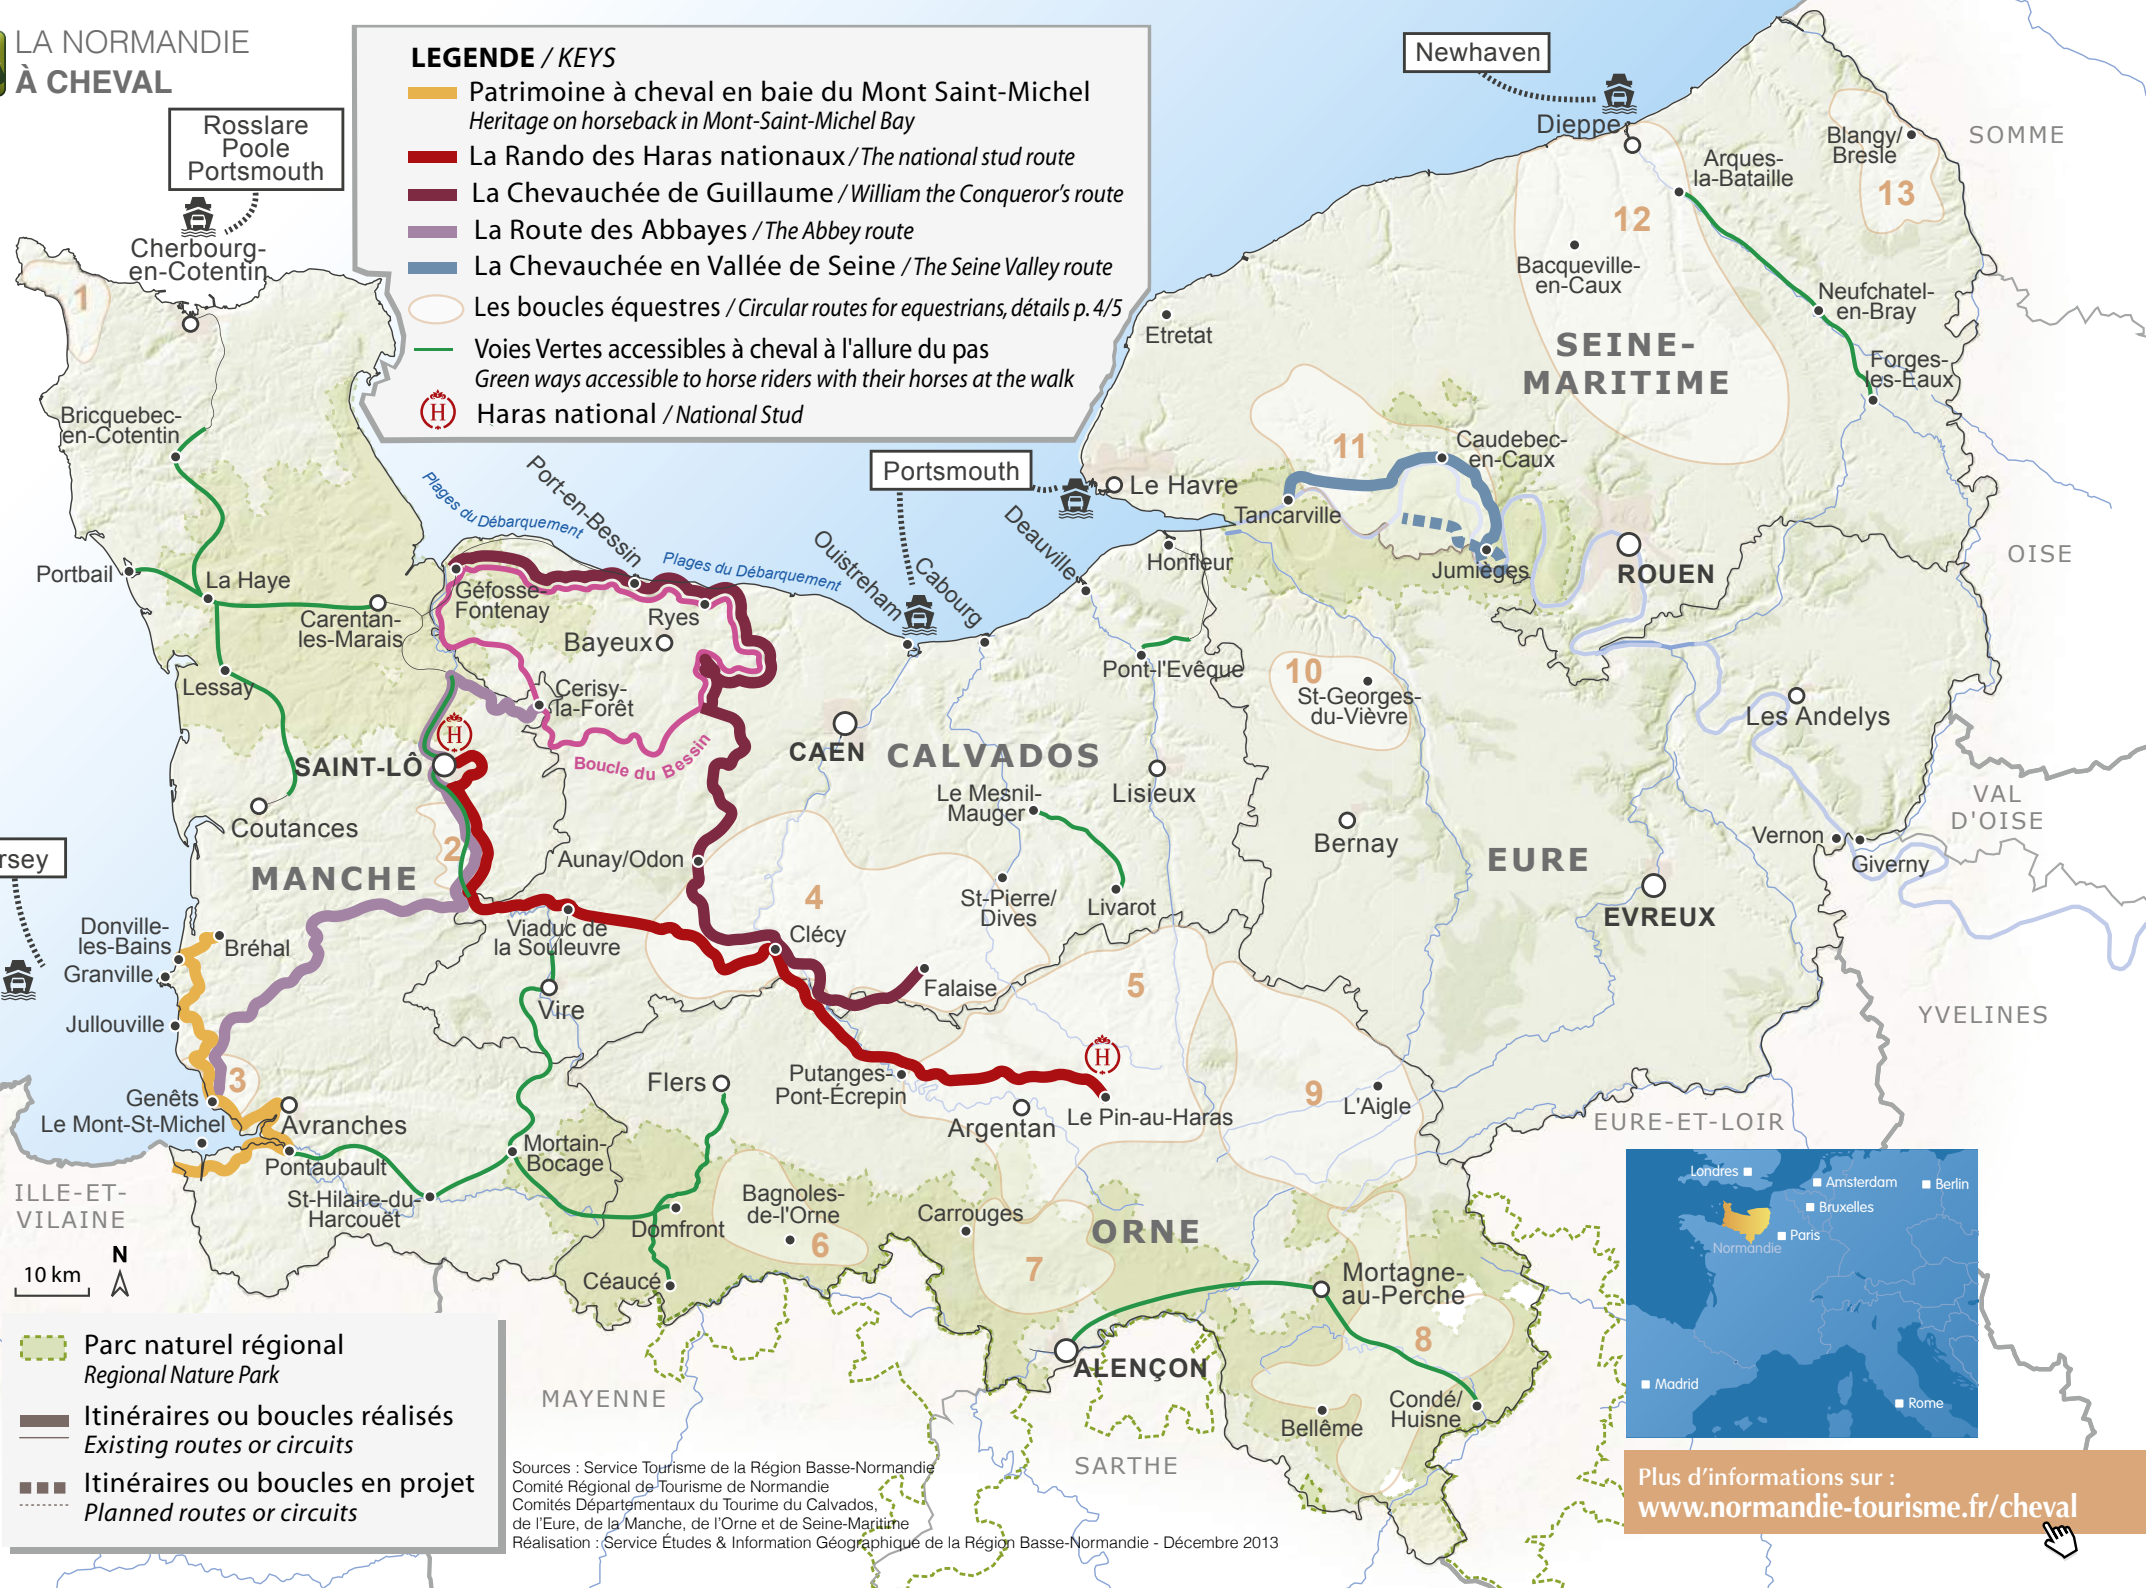 LA NORMANDIE
À CHEVAL
LEGENDE / KEYS
Patrimoine à cheval en baie du Mont Saint-Michel
Heritage on horseback in Mont-Saint-Michel Bay
La Rando des Haras nationaux / The national stud route
La Chevauchée de Guillaume / William the Conqueror's route
La Route des Abbayes / The Abbey route
La Chevauchée en Vallée de Seine / The Seine Valley route
Les boucles équestres / Circular routes for equestrians, détails p. 4/5
Voies Vertes accessibles à cheval à l'allure du pas
Green ways accessible to horse riders with their horses at the walk
H
Haras national / National Stud
Rosslare
Poole
Portsmouth
Cherbourg-
en-Cotentin
1
Newhaven
Dieppe
Blangy/
Bresle
13
SOMME
Arques-
la-Bataille
12
Bacqueville-
en-Caux
Neufchatel-
en-Bray
Forges-
les-Eaux
SEINE-
MARITIME
Etretat
11
Caudebec-
en-Caux
Bricquebec-
en-Cotentin
Portsmouth
Le Havre
Tancarville
Jumièges
ROUEN
OISE
Plages du Débarquement
Port-en-Bessin
Plages du Débarquement
Ouistreham
Cabourg
Deauville
Honfleur
Portbail
La Haye
Carentan-
les-Marais
Géfosse-
Fontenay
Ryes
Bayeux
Lessay
Cerisy-
la-Forêt
Boucle du Bessin
Pont-l'Evêque
10
St-Georges-
du-Vièvre
Les Andelys
H
SAINT-LÔ
CAEN
CALVADOS
Lisieux
Le Mesnil-
Mauger
Coutances
2
MANCHE
Aunay/Odon
4
St-Pierre/
Dives
Livarot
Bernay
EURE
EVREUX
Vernon
Giverny
VAL
D'OISE
rsey
Donville-
les-Bains
Bréhal
Granville
Jullouville
Viaduc de
la Souleuvre
Clécy
Falaise
5
Vire
YVELINES
3
Genêts
Le Mont-St-Michel
Avranches
Pontaubault
Flers
Putanges-
Pont-Écrepin
H
Argentan
Le Pin-au-Haras
9
L'Aigle
EURE-ET-LOIR
Mortain-
Bocage
St-Hilaire-du-
Harcouët
ILLE-ET-
VILAINE
Domfront
Bagnoles-
de-l'Orne
6
Carrouges
ORNE
7
Céaucé
Mortagne-
au-Perche
8
ALENÇON
Condé/
Huisne
Bellême
MAYENNE
SARTHE
10 km
N
Londres
Amsterdam
Berlin
Bruxelles
Paris
Normandie
Madrid
Rome
Parc naturel régional
Regional Nature Park
Itinéraires ou boucles réalisés
Existing routes or circuits
Itinéraires ou boucles en projet
Planned routes or circuits
Sources : Service Tourisme de la Région Basse-Normandie
Comité Régional de Tourisme de Normandie
Comités Départementaux du Tourime du Calvados,
de l'Eure, de la Manche, de l'Orne et de Seine-Maritime
Réalisation : Service Études & Information Géographique de la Région Basse-Normandie - Décembre 2013
Plus d'informations sur :
www.normandie-tourisme.fr/cheval